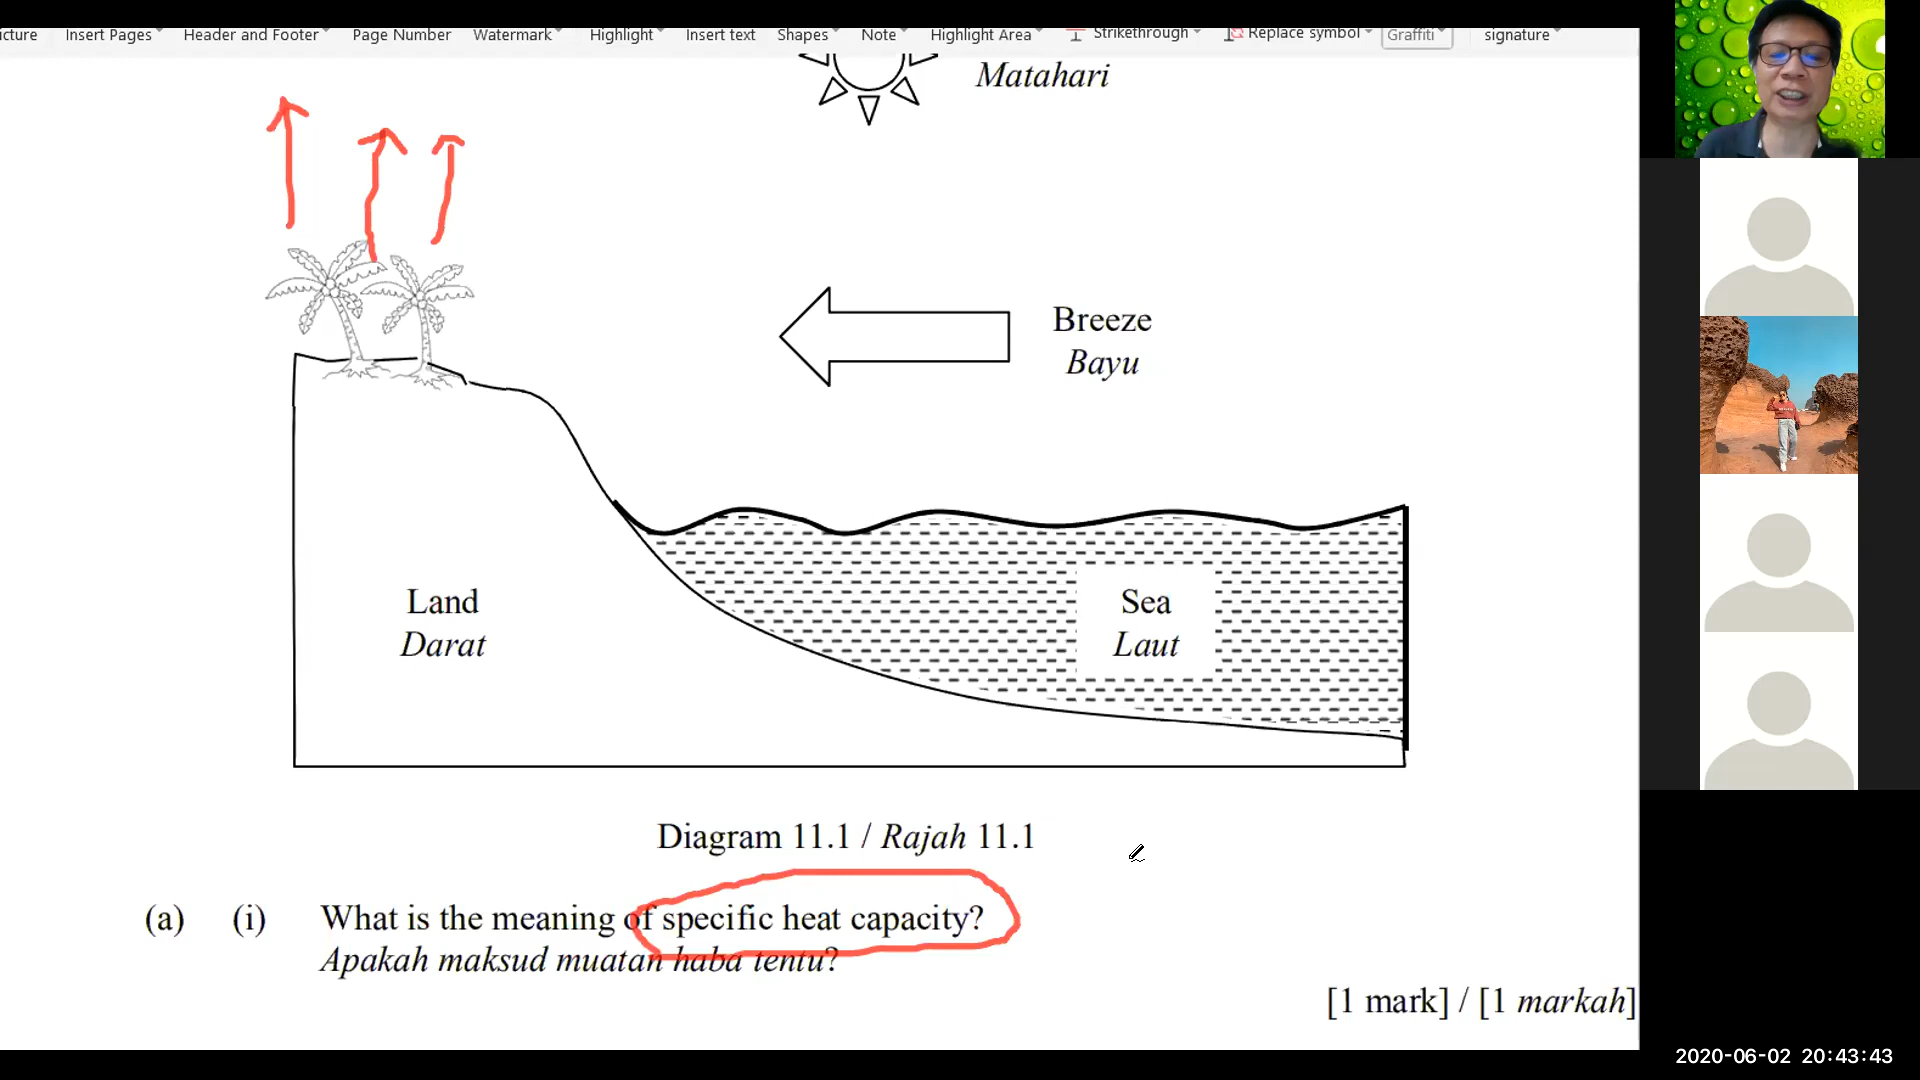 Insert Pages Header and Footer Page Number Watermark Highlight Insert text Shapes Note Highlight Area Strikethrough Replace symbol Graffiti signature
Matahari
Breeze
Bayu
Land
Darat
Sea
Laut
Diagram 11.1 / Rajah 11.1
(a) (i) What is the meaning of specific heat capacity?
Apakah maksud muatan haba tentu?
[1 mark] / [1 markah]
2020-06-02 20:43:43